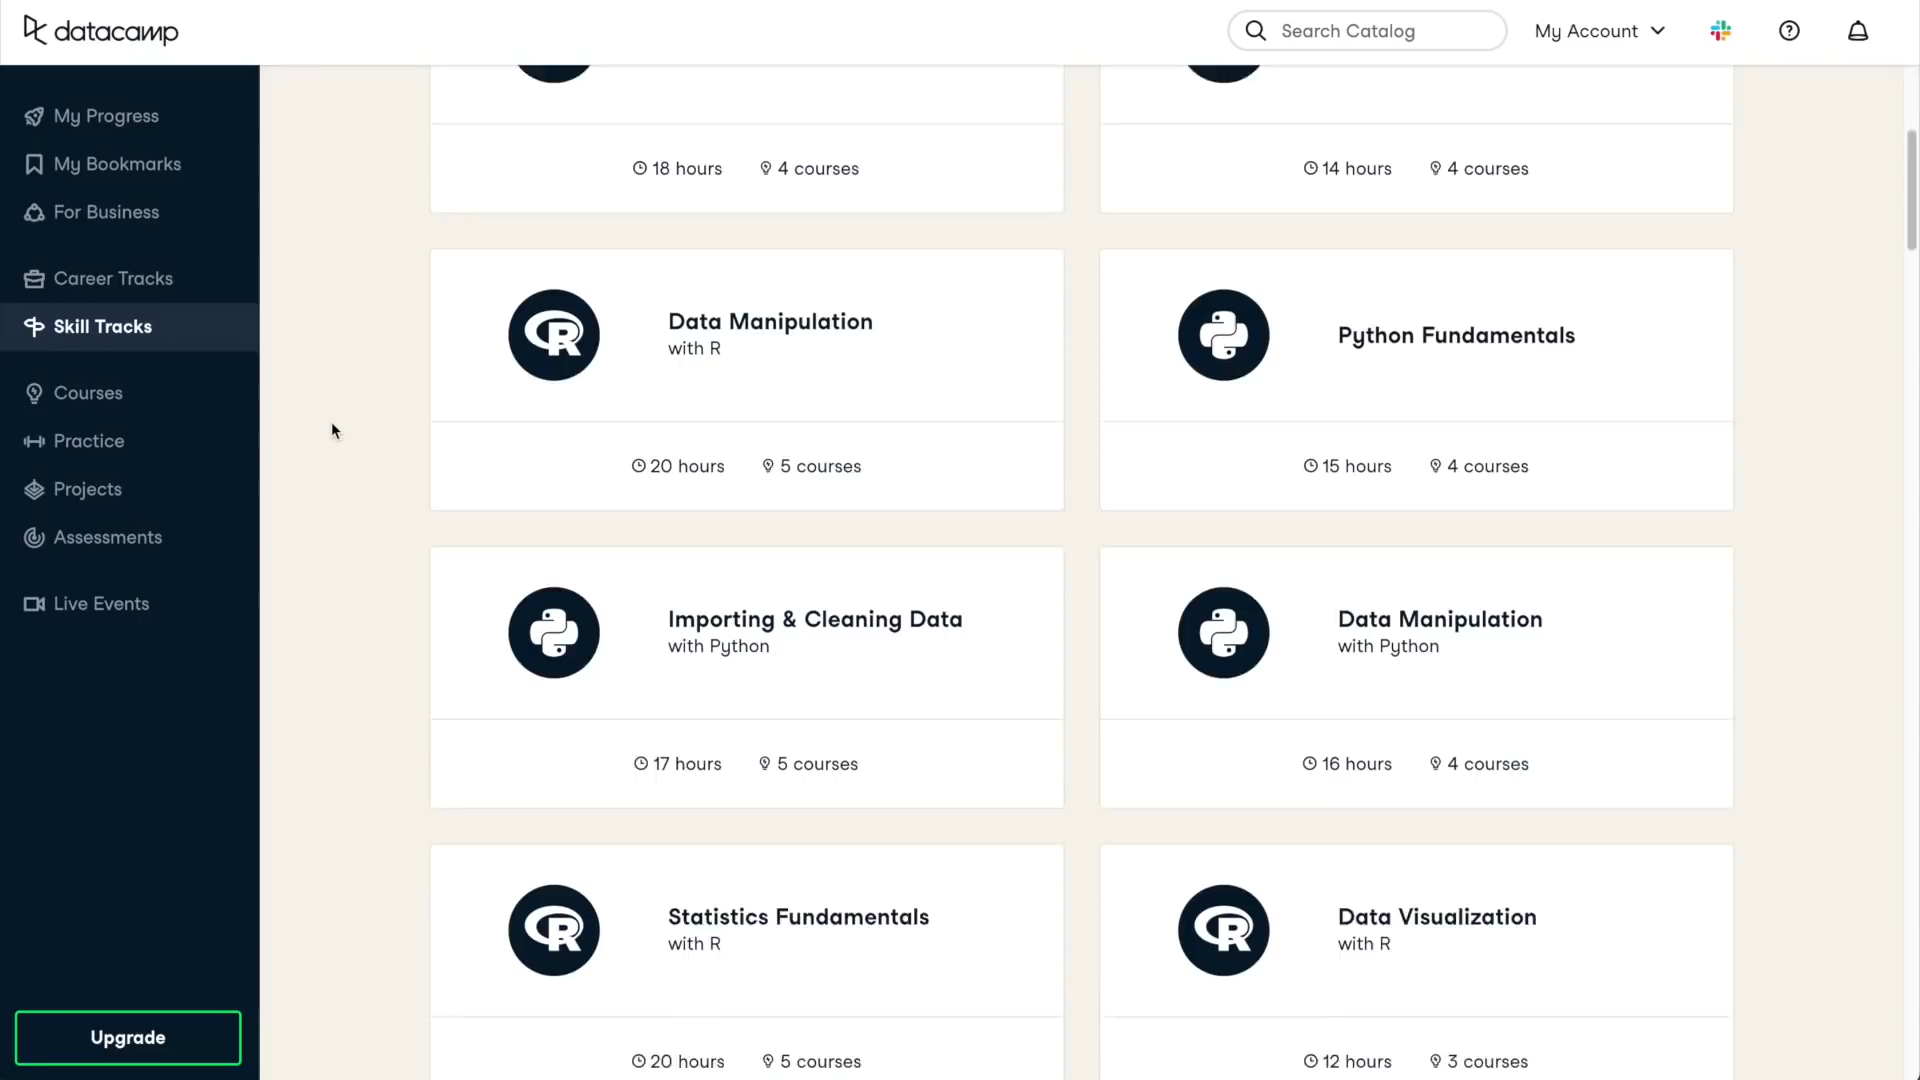 datacamp
Search Catalog
My Account
My Progress
My Bookmarks
For Business
Career Tracks
Skill Tracks
Courses
Practice
Projects
Assessments
Live Events
Upgrade
18 hours 4 courses
14 hours 4 courses
Data Manipulation
with R
20 hours 5 courses
Python Fundamentals
15 hours 4 courses
Importing & Cleaning Data
with Python
17 hours 5 courses
Data Manipulation
with Python
16 hours 4 courses
Statistics Fundamentals
with R
20 hours 5 courses
Data Visualization
with R
12 hours 3 courses